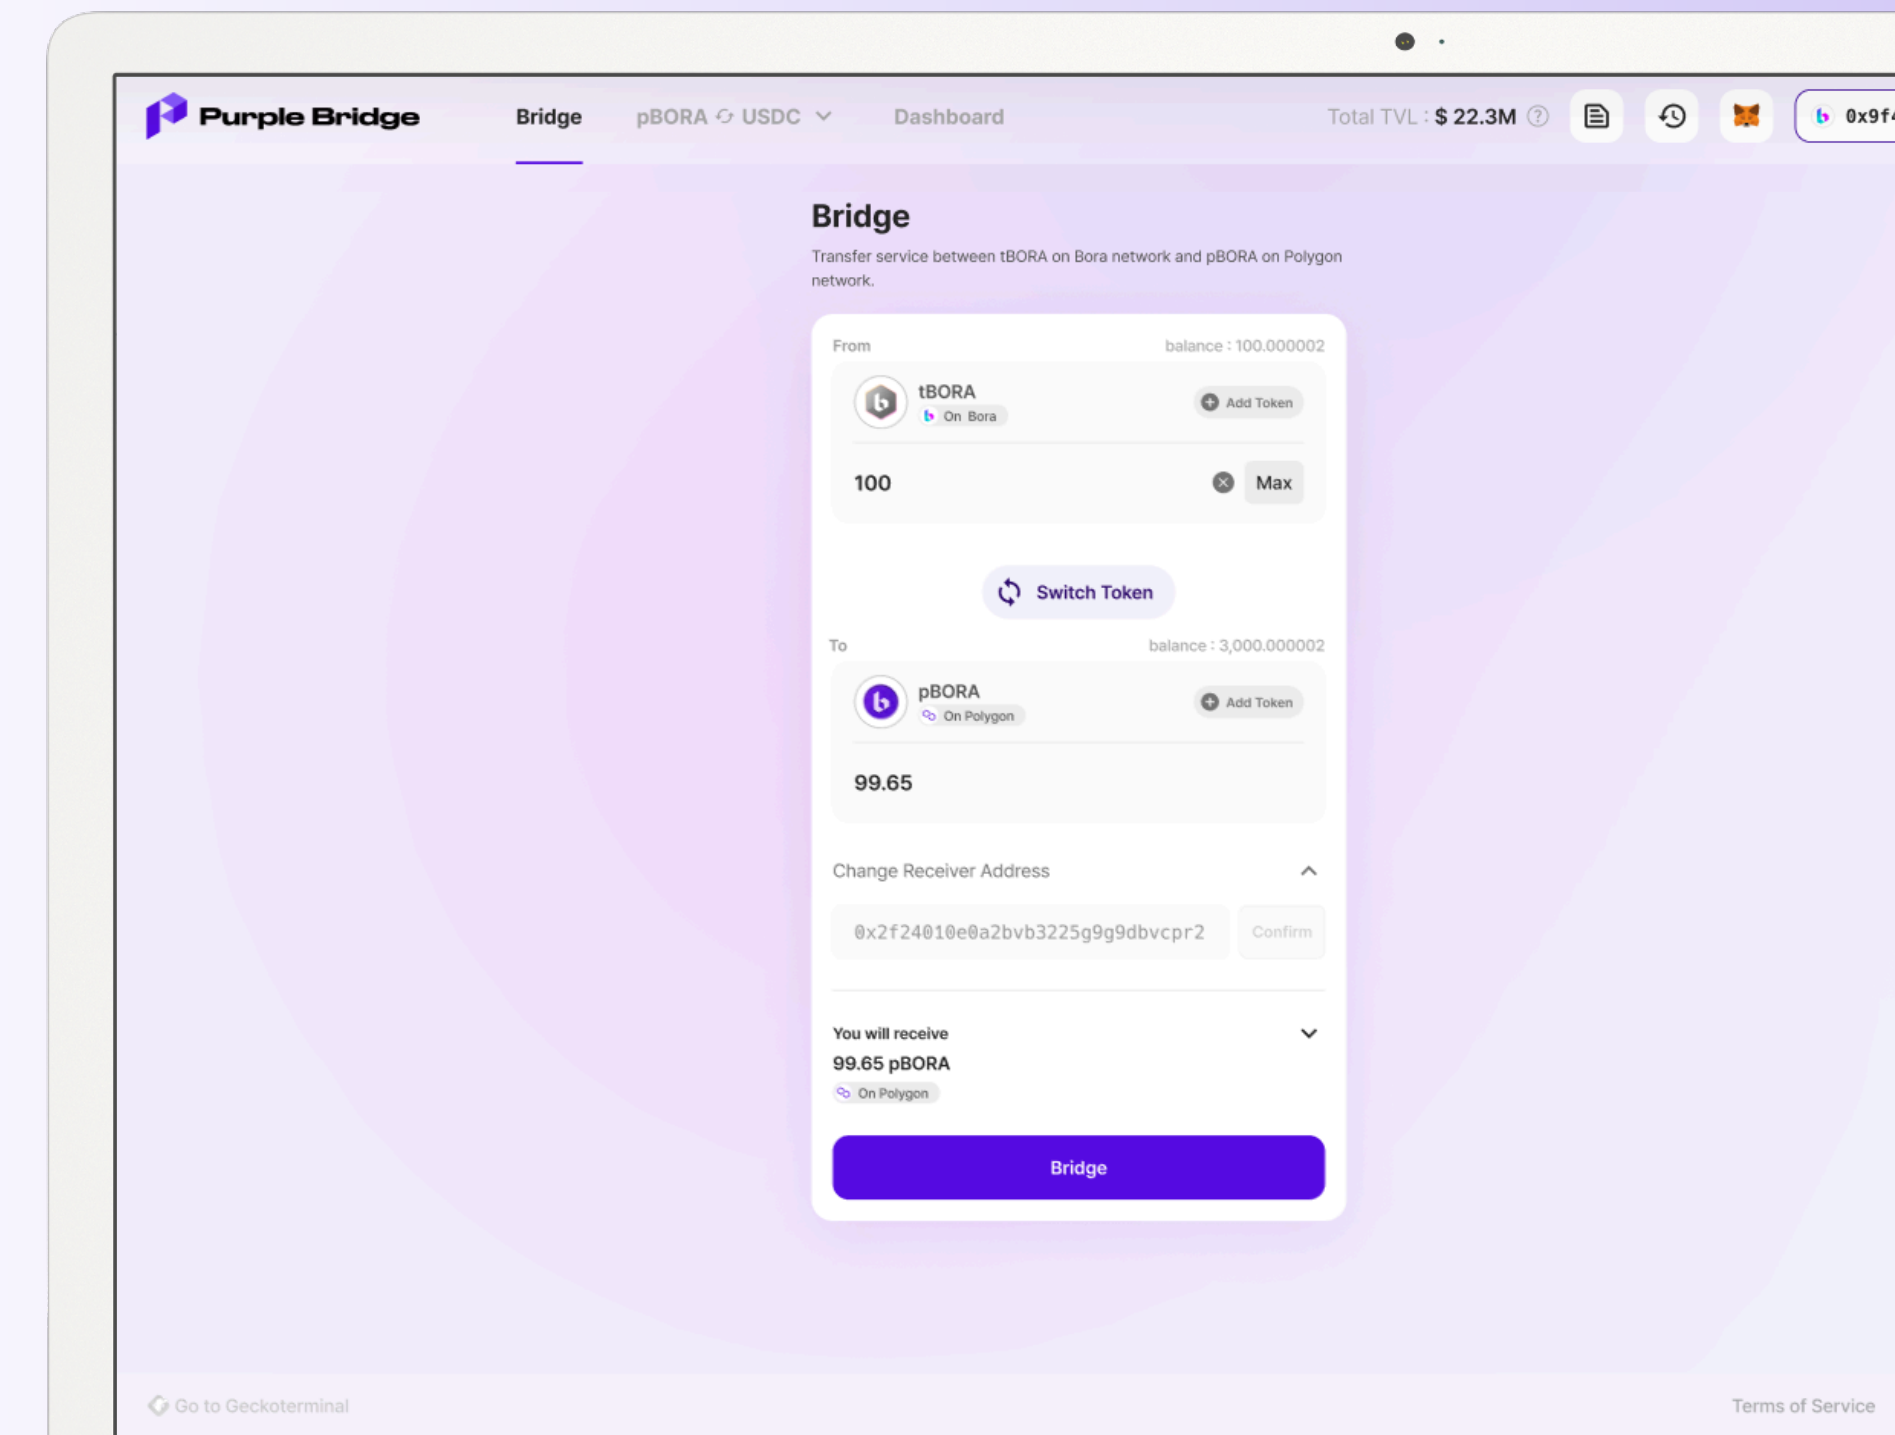 Purple Bridge
Bridge
pBORA USDC
Dashboard
Total TVL : $ 22.3M ?
0x9f4
Bridge
Transfer service between tBORA on Bora network and pBORA on Polygon
network.
From
balance : 100.000002
tBORA
On Bora
Add Token
100
Max
Switch Token
To
balance : 3,000.000002
pBORA
On Polygon
Add Token
99.65
Change Receiver Address
0x2f24010e0a2bvb3225g9g9dbvcpr2
Confirm
You will receive
99.65 pBORA
On Polygon
Bridge
Go to Geckoterminal
Terms of Service